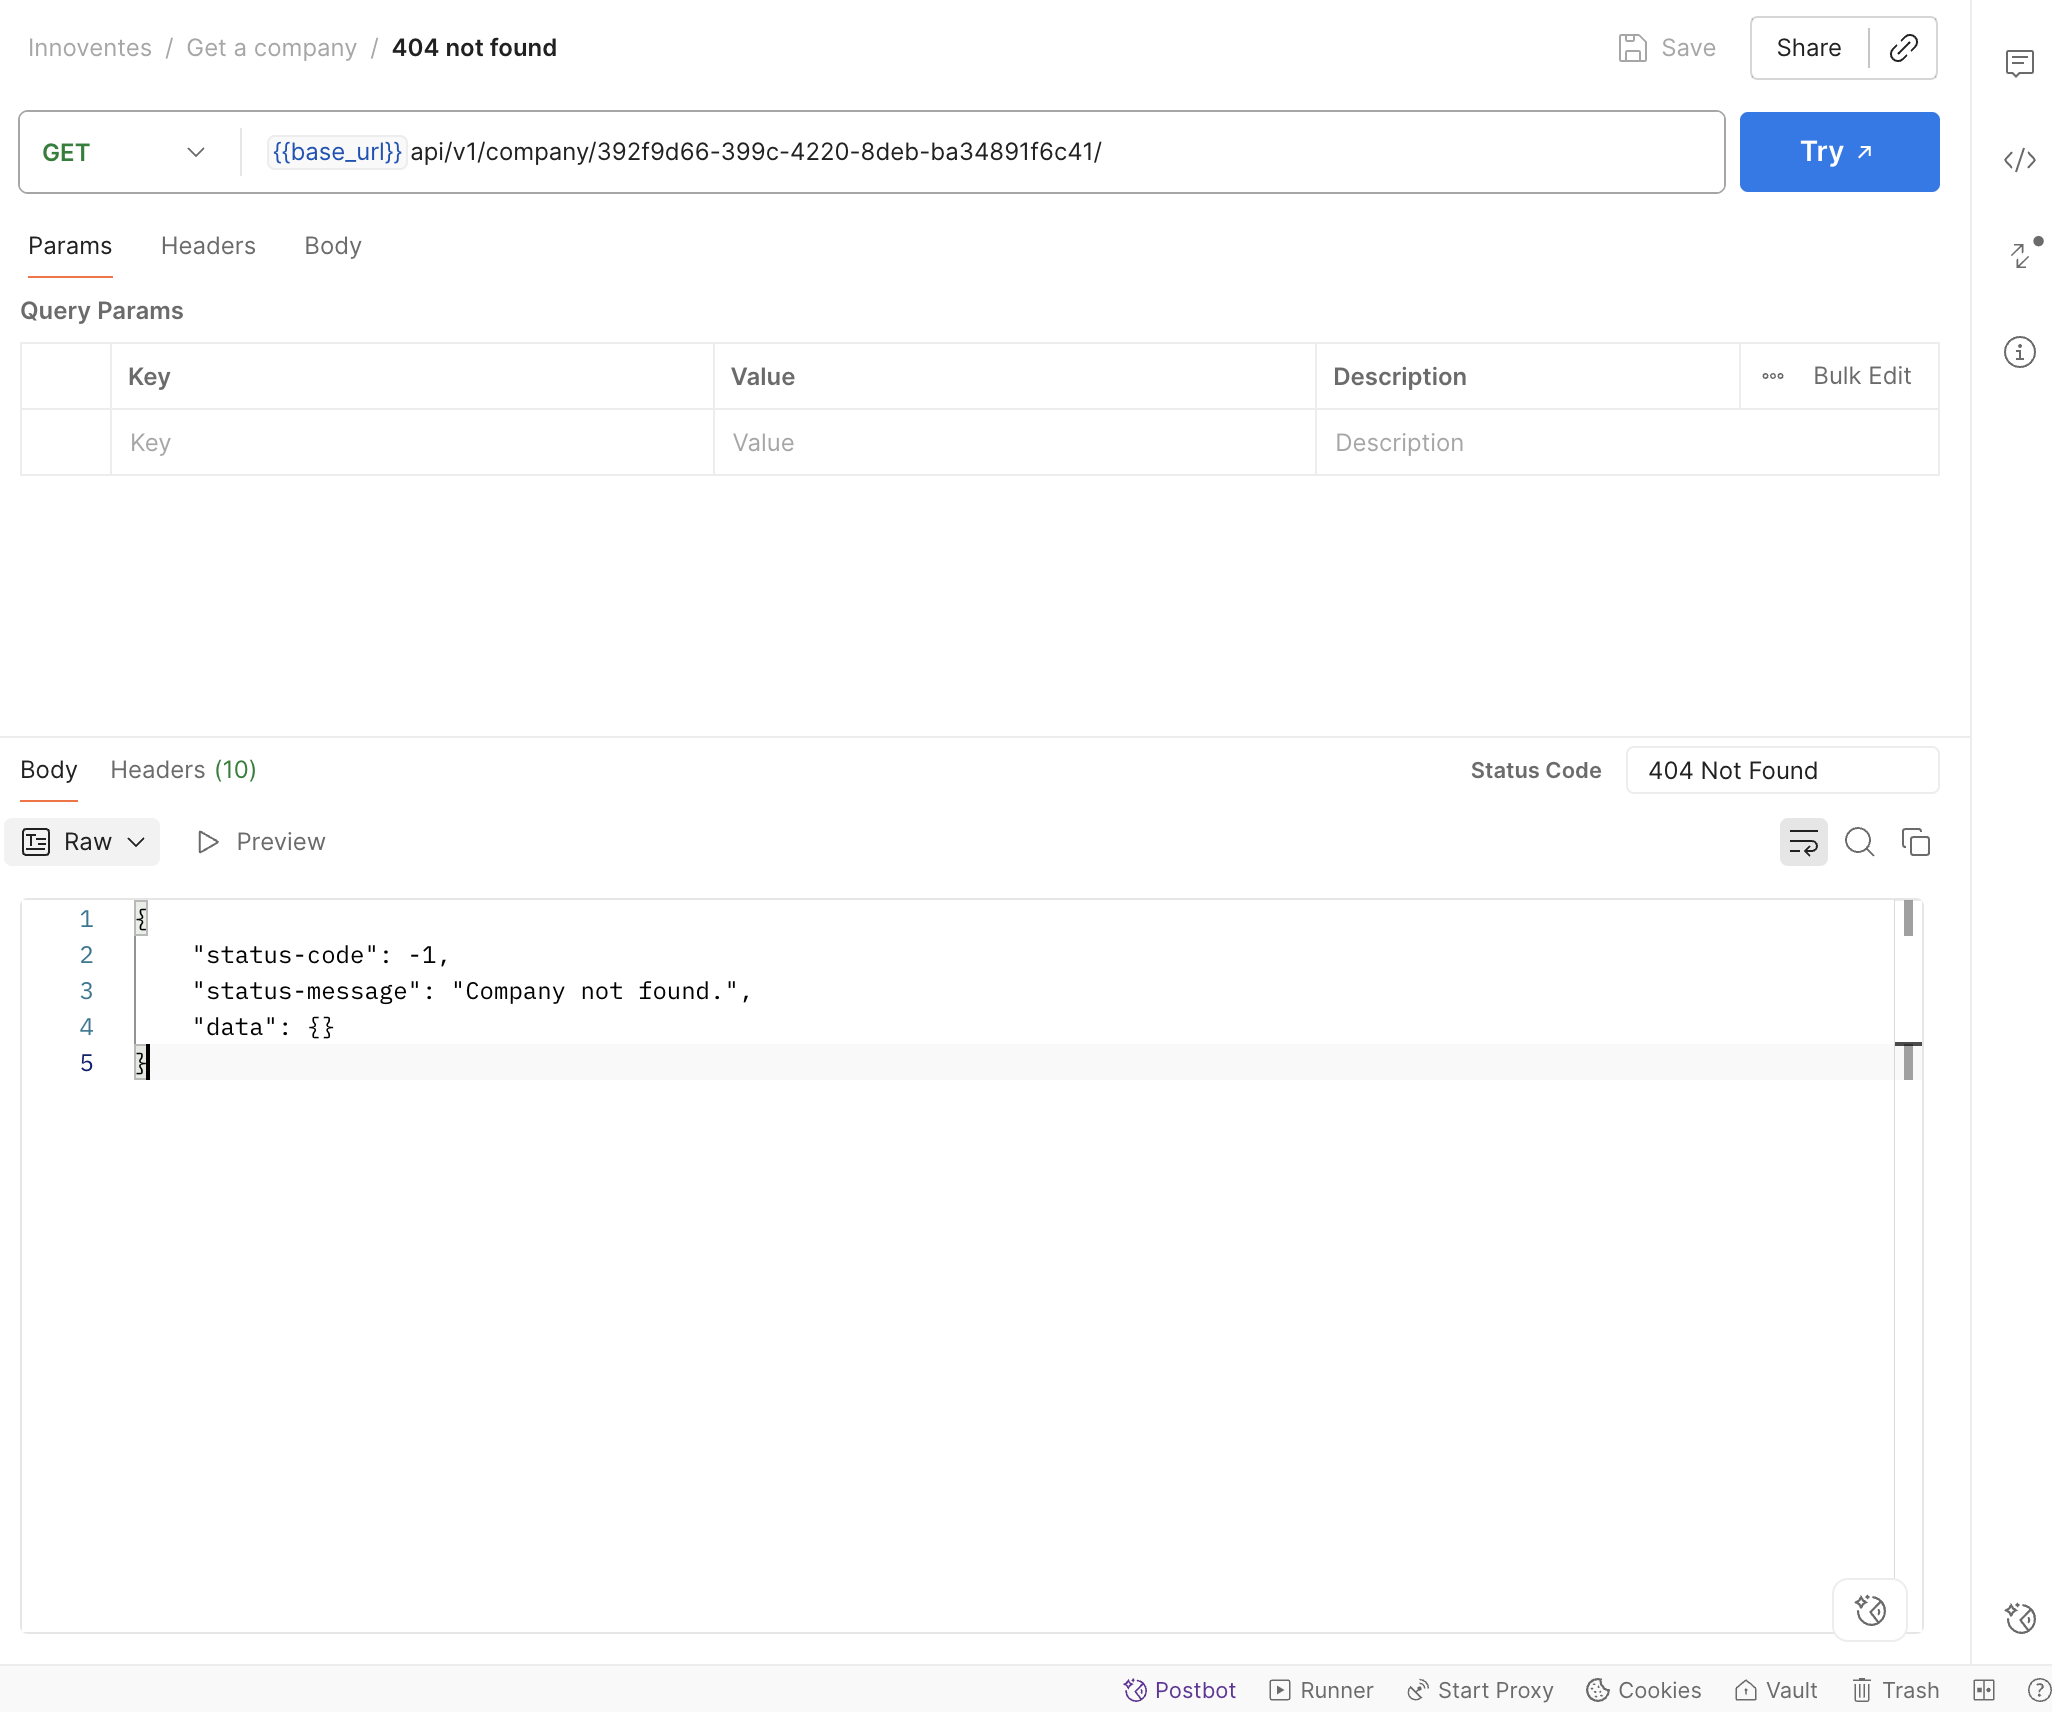 Innoventes / Get a company / 404 not found
Save
Share
GET
{{base_url}} api/v1/company/392f9d66-399c-4220-8deb-ba34891f6c41/
Try
Params Headers Body
Query Params
Key Value Description Bulk Edit
Key Value Description
Body Headers (10)
Status Code 404 Not Found
Raw Preview
1 {
2 "status-code": -1,
3 "status-message": "Company not found.",
4 "data": {}
5 }
Postbot Runner Start Proxy Cookies Vault Trash